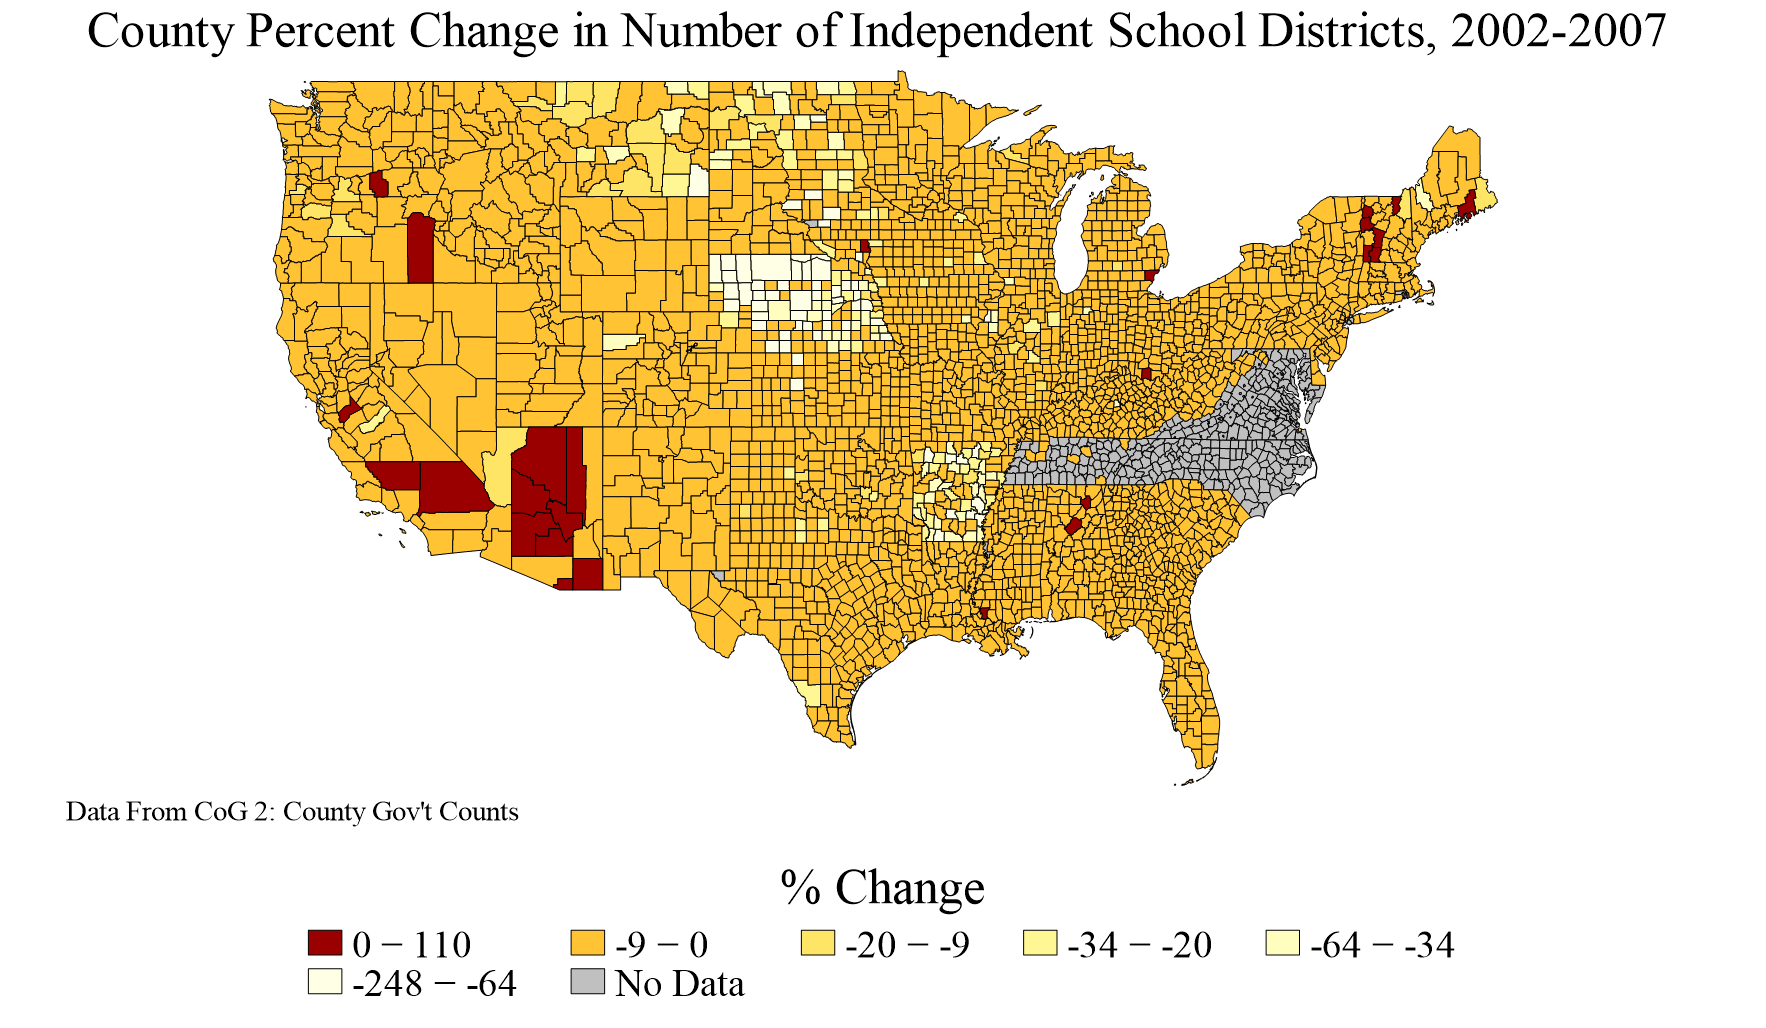 County Percent Change in Number of Independent School Districts, 2002-2007
Data From CoG 2: County Gov't Counts
% Change
0 − 110 -9 − 0 -20 − -9 -34 − -20 -64 − -34
-248 − -64 No Data